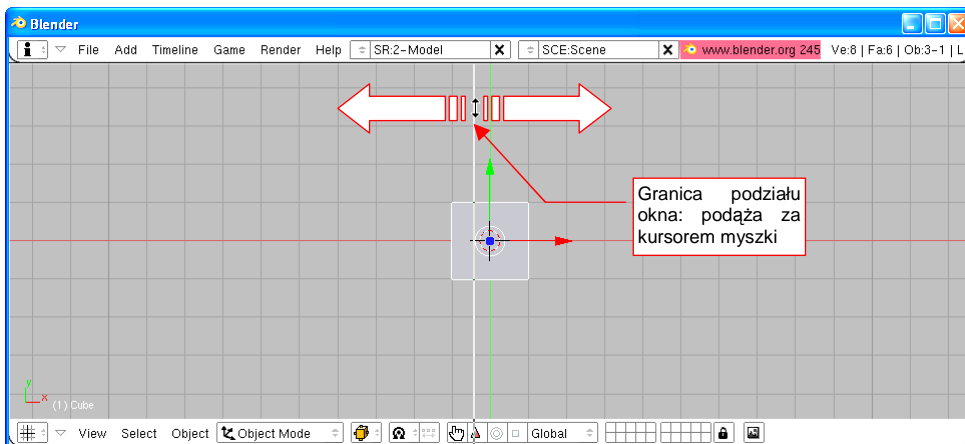 Blender
File Add Timeline Game Render Help SR:2-Model X SCE:Scene X www.blender.org 245 Ve:8 | Fa:6 | Ob:3-1 | L
Granica podziału
okna: podąża za
kursorem myszki
y
x
(1) Cube
View Select Object Object Mode Global